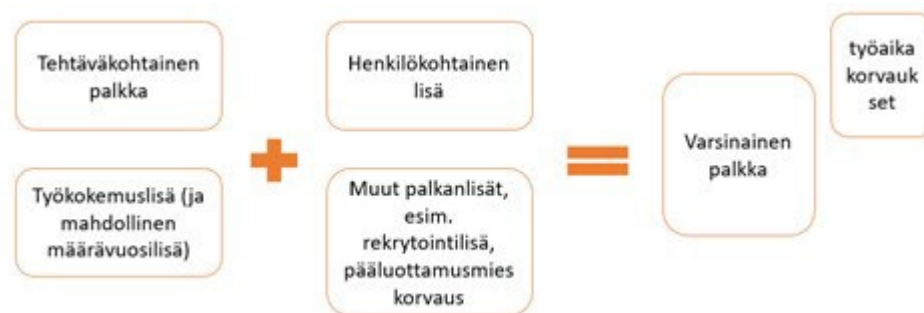 Tehtäväkohtainen
palkka
Työkokemuslisä (ja
mahdollinen
määrävuosilisä)
+
Henkilökohtainen
lisä
Muut palkanlisät,
esim.
rekrytointilisä,
pääluottamusmies
korvaus
=
Varsinainen
palkka
työaika
korvauk
set